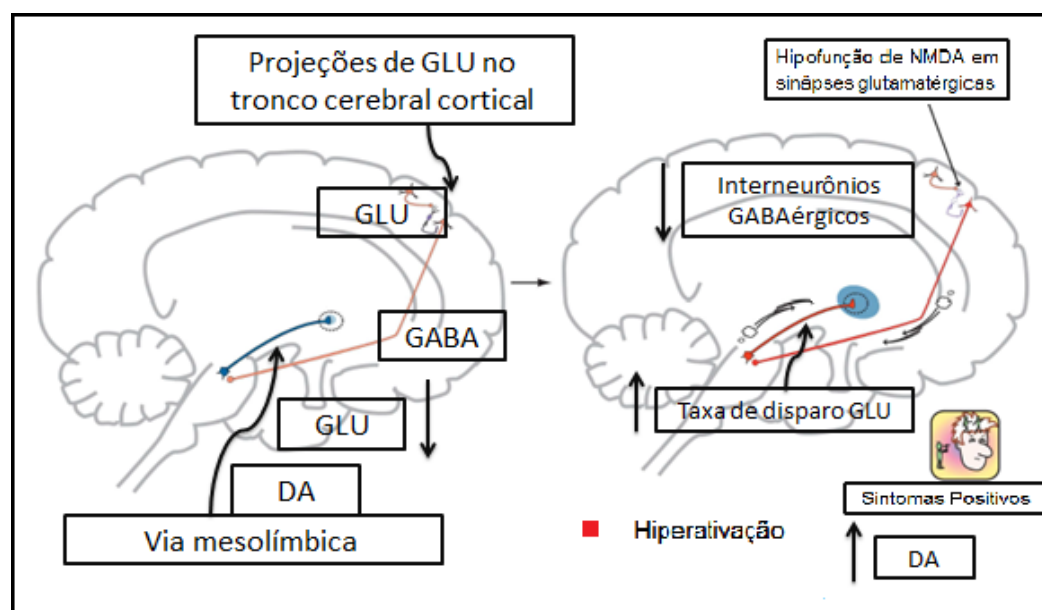 Projeções de GLU no
tronco cerebral cortical
GLU
GABA
GLU
DA
Via mesolímbica
Hipofunção de NMDA em
sinápses glutamatérgicas
Interneurônios
GABAérgicos
Taxa de disparo GLU
Sintomas Positivos
Hiperativação
DA